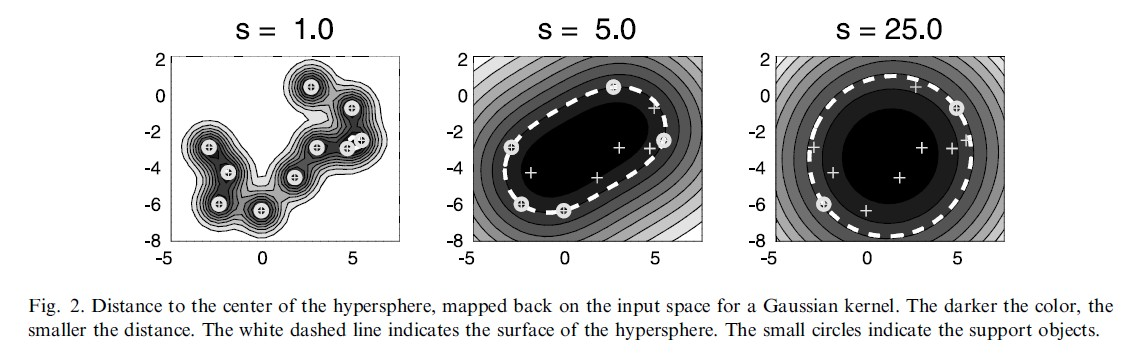 s = 1.0 s = 5.0 s = 25.0
2 2 2
0 0 0
-2 -2 -2
-4 -4 -4
-6 -6 -6
-8 -8 -8
-5 0 5 -5 0 5 -5 0 5
Fig. 2. Distance to the center of the hypersphere, mapped back on the input space for a Gaussian kernel. The darker the color, the
smaller the distance. The white dashed line indicates the surface of the hypersphere. The small circles indicate the support objects.